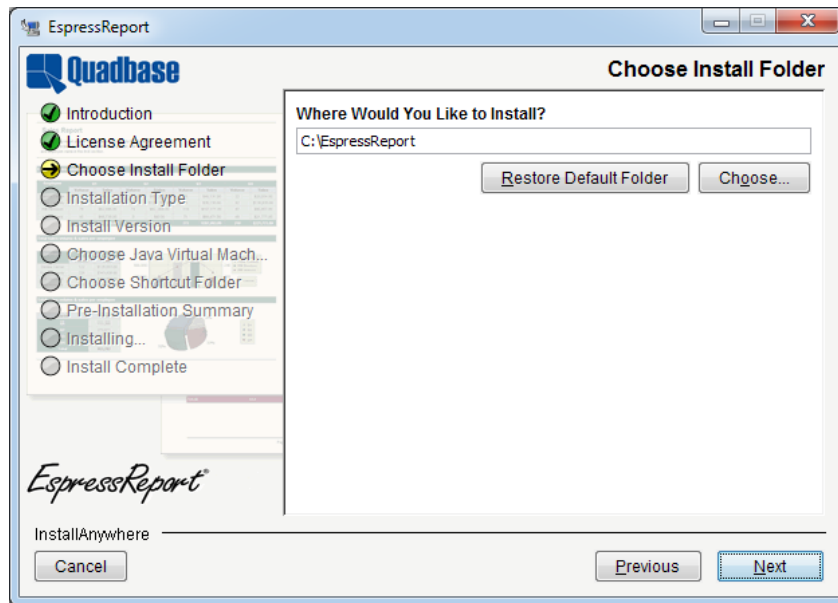 EspressReport
Quadbase
Choose Install Folder
Introduction
License Agreement
Choose Install Folder
Installation Type
Install Version
Choose Java Virtual Mach...
Choose Shortcut Folder
Pre-Installation Summary
Installing...
Install Complete
Where Would You Like to Install?
C:\EspressReport
Restore Default Folder
Choose...
EspressReport
InstallAnywhere
Cancel
Previous
Next